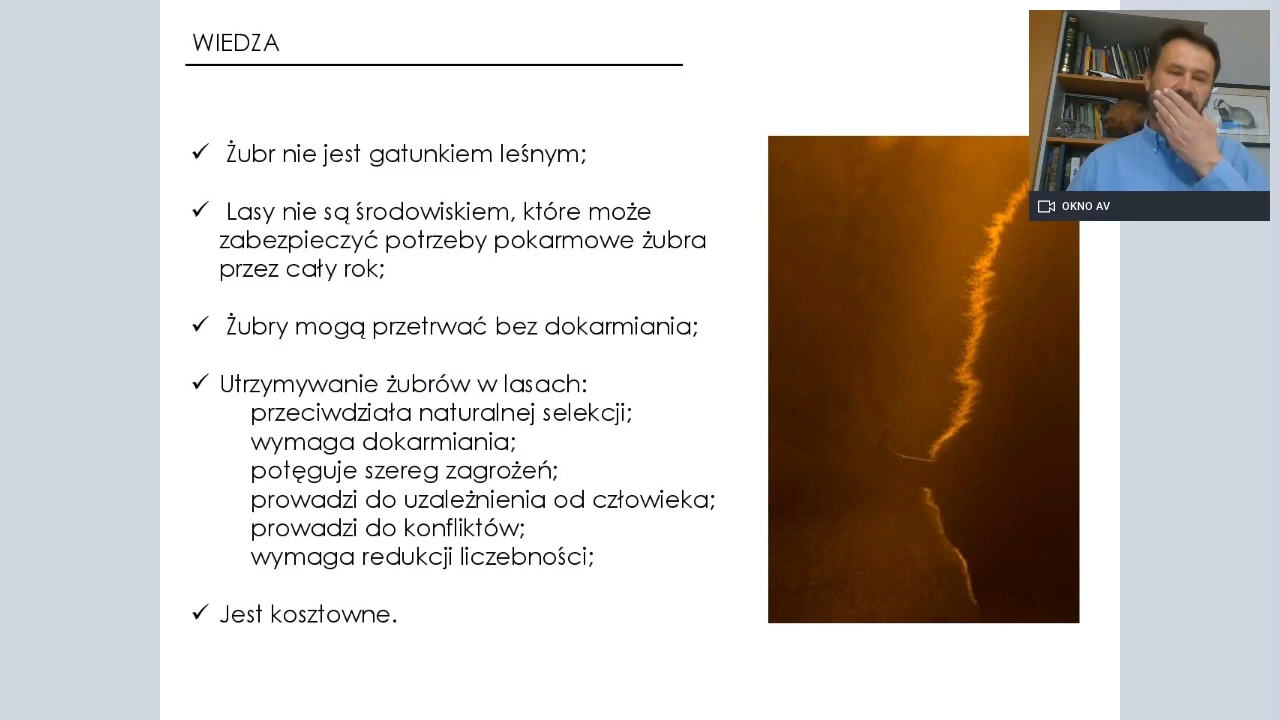 WIEDZA
✓ Żubr nie jest gatunkiem leśnym;
✓ Lasy nie są środowiskiem, które może
zabezpieczyć potrzeby pokarmowe żubra
przez cały rok;
✓ Żubry mogą przetrwać bez dokarmiania;
✓ Utrzymywanie żubrów w lasach:
przeciwdziała naturalnej selekcji;
wymaga dokarmiania;
potęguje szereg zagrożeń;
prowadzi do uzależnienia od człowieka;
prowadzi do konfliktów;
wymaga redukcji liczebności;
✓ Jest kosztowne.
OKNO AV